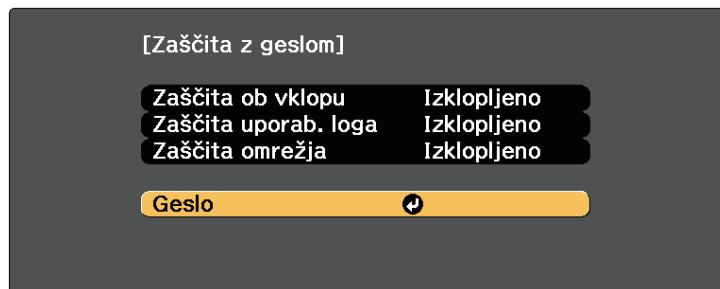 [Zaščita z geslom]
Zaščita ob vklopu Izklopljeno
Zaščita uporab. loga Izklopljeno
Zaščita omrežja Izklopljeno
Geslo